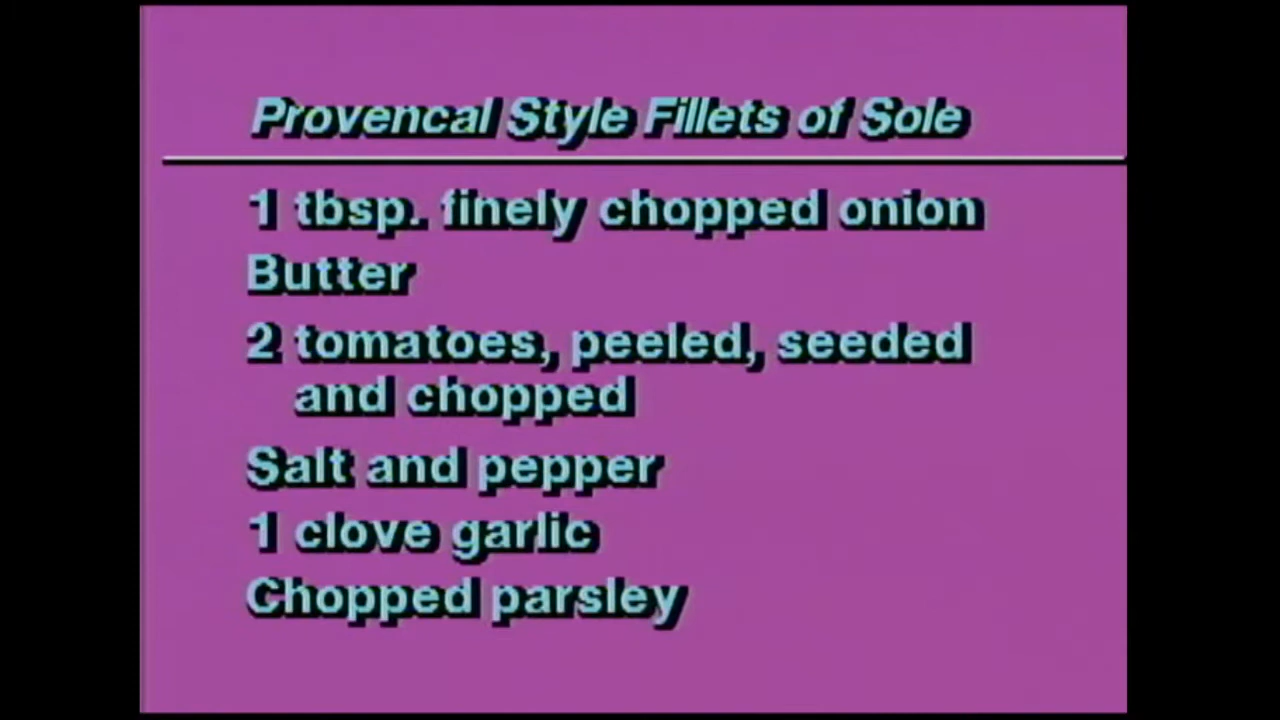 Provencal Style Fillets of Sole
1 tbsp. finely chopped onion
Butter
2 tomatoes, peeled, seeded
and chopped
Salt and pepper
1 clove garlic
Chopped parsley